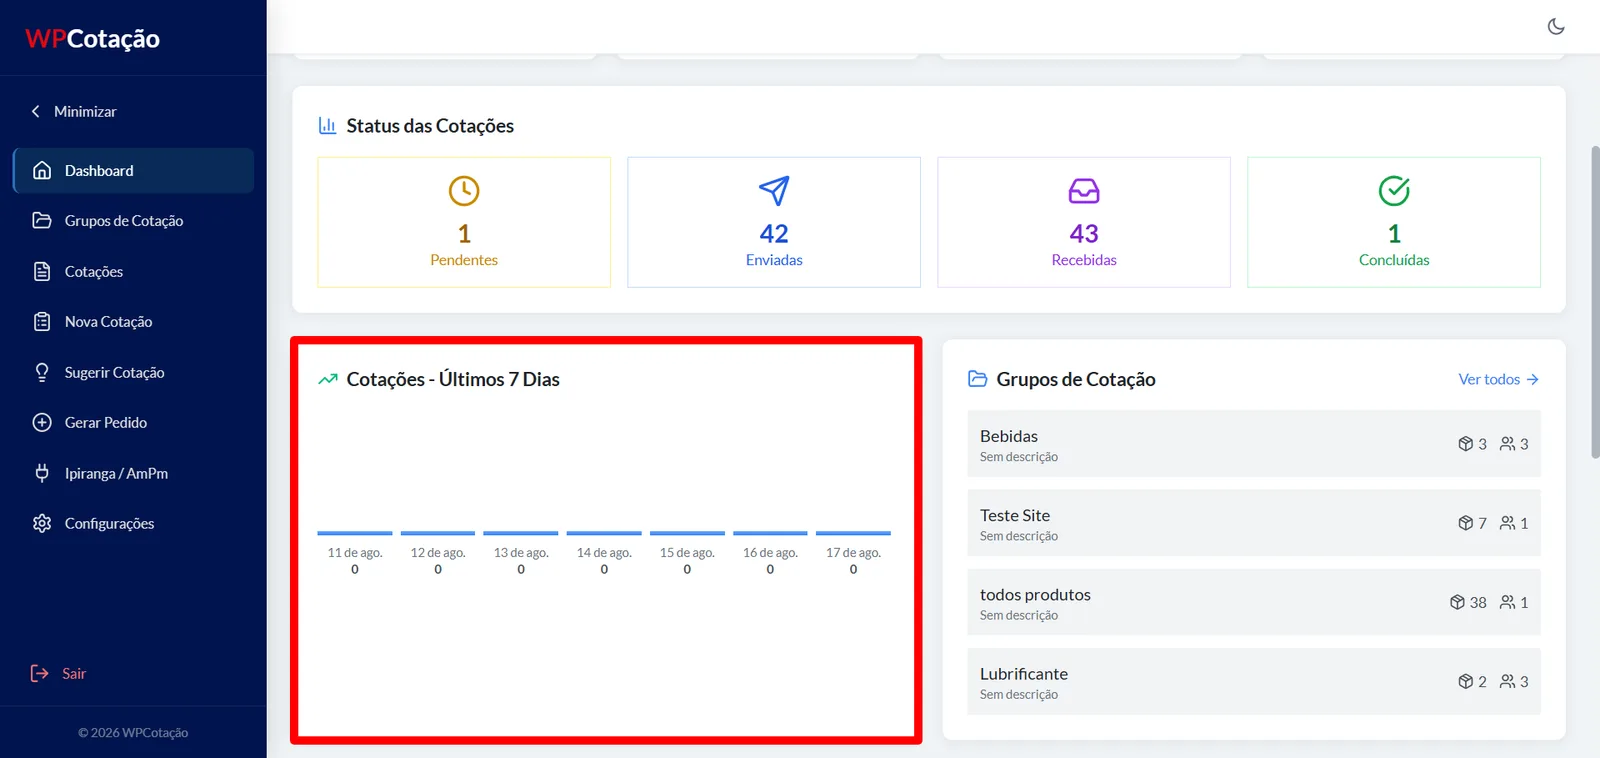 WPCotação
Minimizar
Dashboard
Grupos de Cotação
Cotações
Nova Cotação
Sugerir Cotação
Gerar Pedido
Ipiranga / AmPm
Configurações
Sair
© 2026 WPCotação
Status das Cotações
1
Pendentes
42
Enviadas
43
Recebidas
1
Concluídas
Cotações - Últimos 7 Dias
11 de ago. 12 de ago. 13 de ago. 14 de ago. 15 de ago. 16 de ago. 17 de ago.
0 0 0 0 0 0 0
Grupos de Cotação
Ver todos
Bebidas
Sem descrição
3 3
Teste Site
Sem descrição
7 1
todos produtos
Sem descrição
38 1
Lubrificante
Sem descrição
2 3